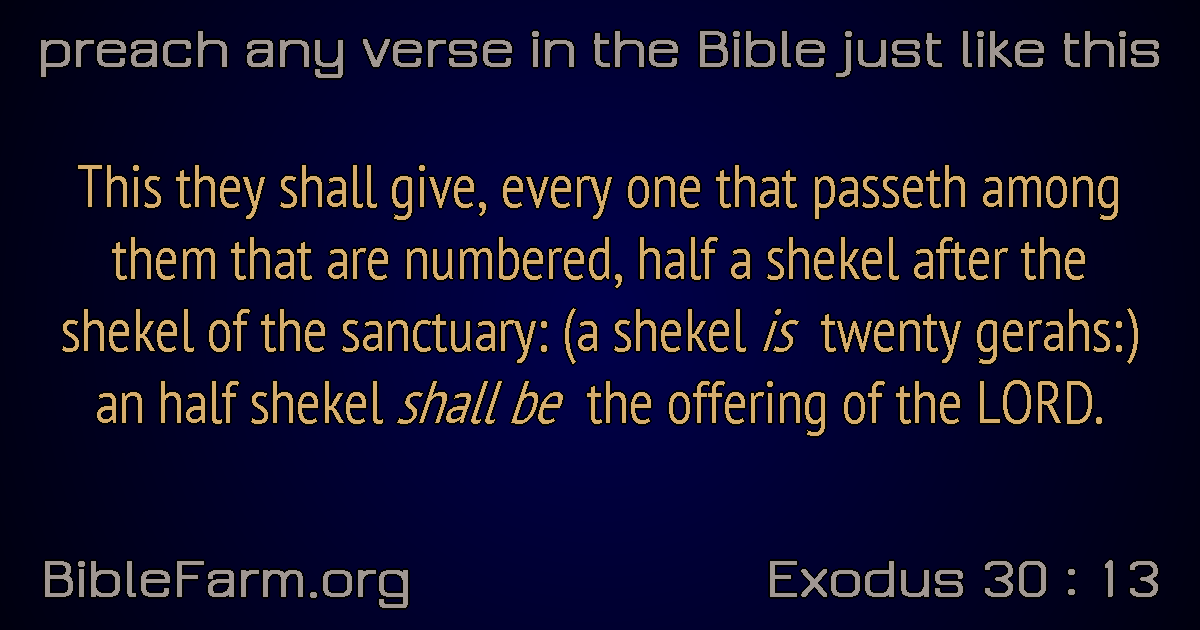 preach any verse in the Bible just like this
This they shall give, every one that passeth among
them that are numbered, half a shekel after the
shekel of the sanctuary: (a shekel is twenty gerahs:)
an half shekel shall be the offering of the LORD.
BibleFarm.org
Exodus 30 : 13